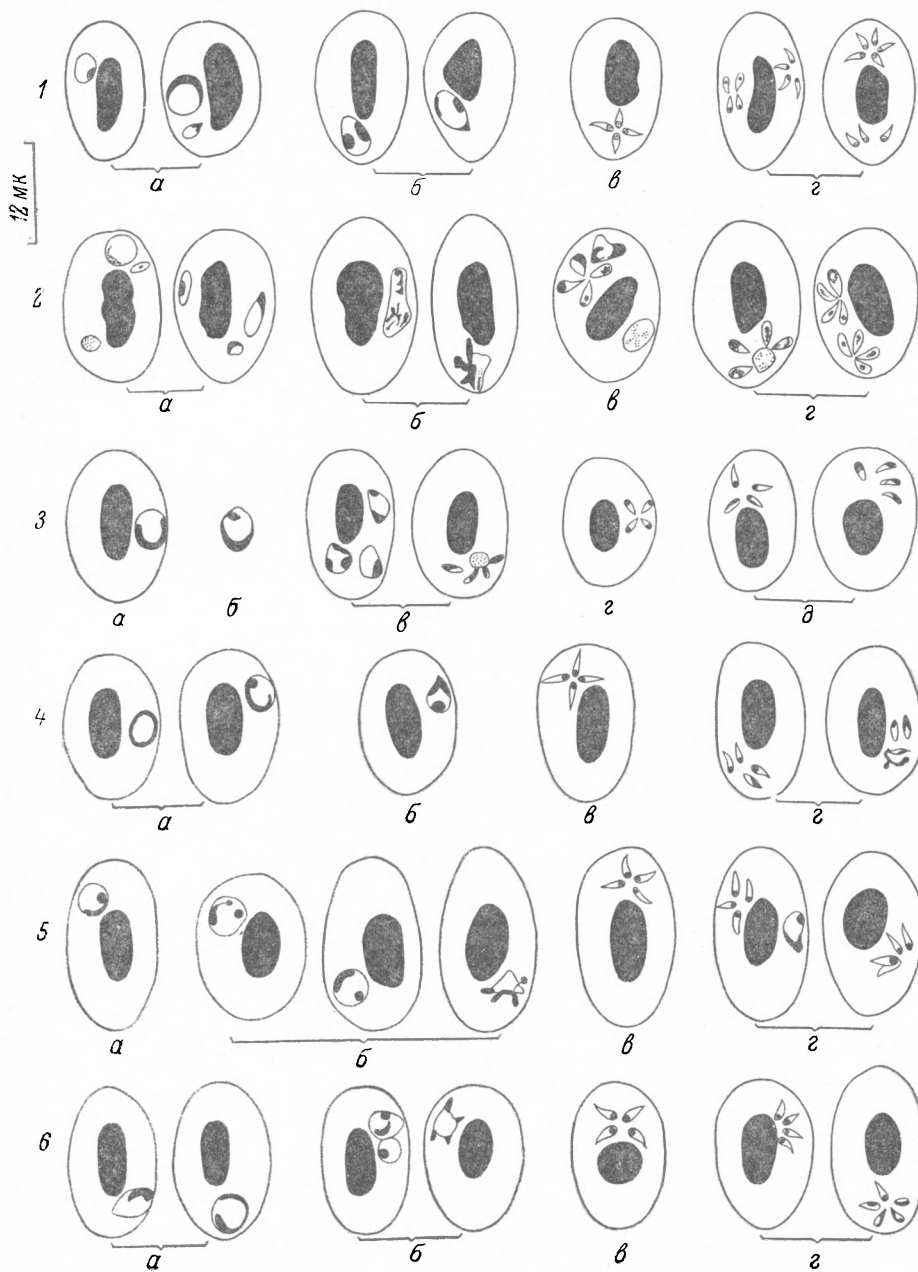 1
а б в г
12 мк
2
а б в г
3
а б в г д
4
а б в г
5
а б в г
6
а б в г